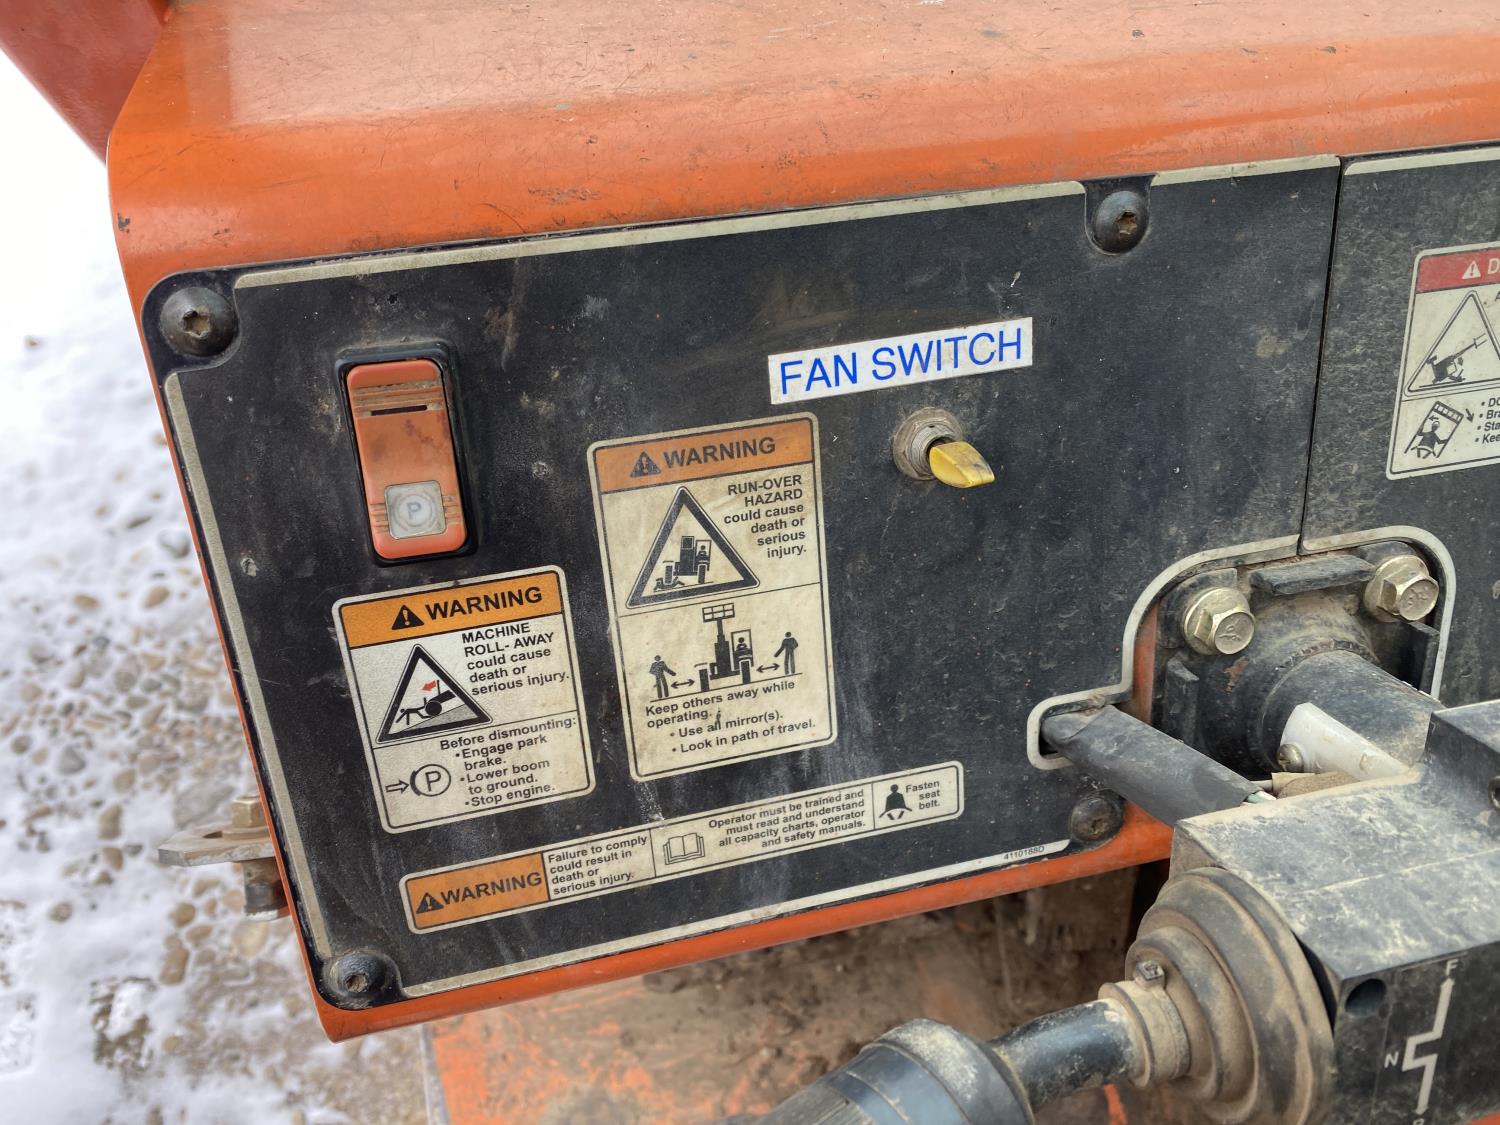 FAN SWITCH
P
WARNING
RUN-OVER
HAZARD
could cause
death or
serious
injury.
Keep others away while
operating.
• Use all mirror(s).
• Look in path of travel.
WARNING
MACHINE
ROLL- AWAY
could cause
death or
serious injury.
Before dismounting:
• Engage park
brake.
• Lower boom
to ground.
• Stop engine.
P
WARNING
Failure to comply
could result in
death or
serious injury.
Operator must be trained and
must read and understand
all capacity charts, operator
and safety manuals.
Fasten
seat
belt.
4110188D
F
N